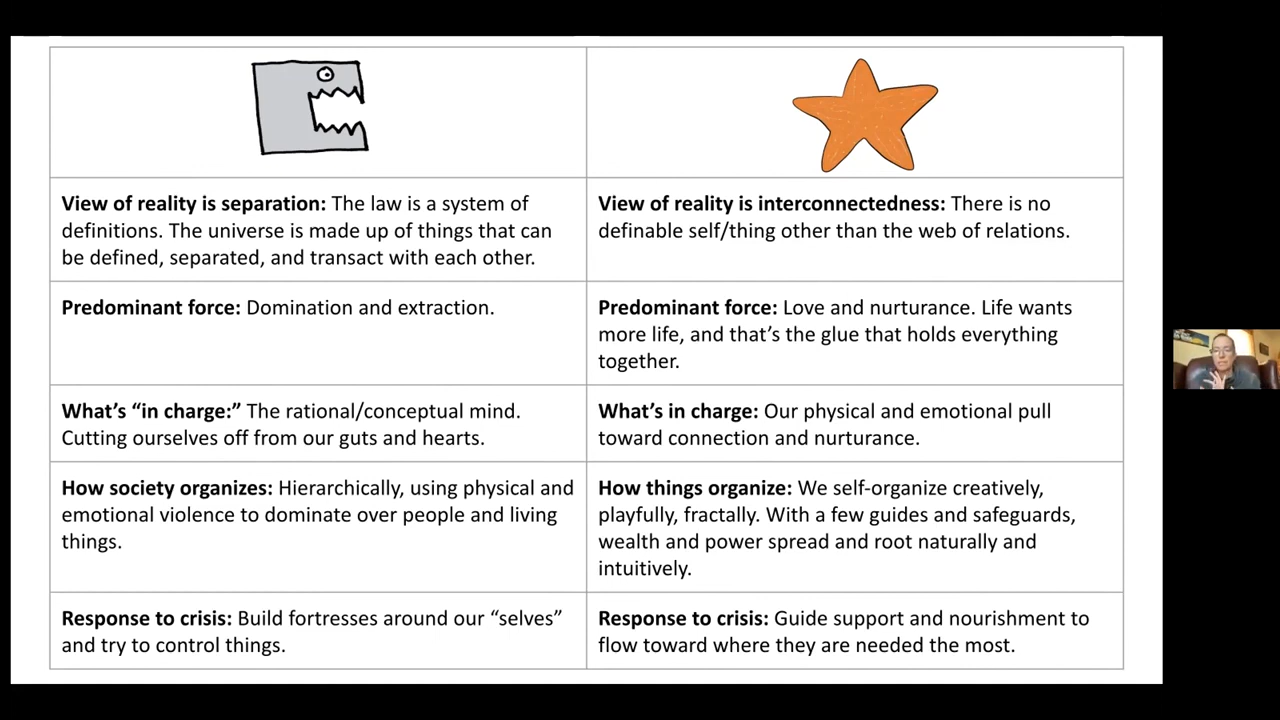 View of reality is separation: The law is a system of
definitions. The universe is made up of things that can
be defined, separated, and transact with each other.
View of reality is interconnectedness: There is no
definable self/thing other than the web of relations.
Predominant force: Domination and extraction.
Predominant force: Love and nurturance. Life wants
more life, and that’s the glue that holds everything
together.
What’s “in charge:” The rational/conceptual mind.
Cutting ourselves off from our guts and hearts.
What’s in charge: Our physical and emotional pull
toward connection and nurturance.
How society organizes: Hierarchically, using physical and
emotional violence to dominate over people and living
things.
How things organize: We self-organize creatively,
playfully, fractally. With a few guides and safeguards,
wealth and power spread and root naturally and
intuitively.
Response to crisis: Build fortresses around our “selves”
and try to control things.
Response to crisis: Guide support and nourishment to
flow toward where they are needed the most.